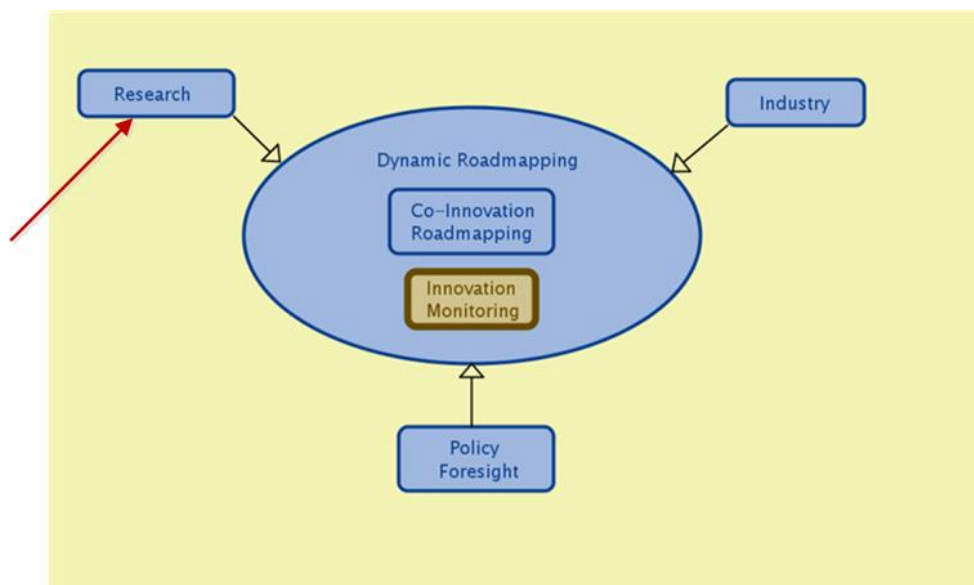 Research
Industry
Dynamic Roadmapping
Co-Innovation
Roadmapping
Innovation
Monitoring
Policy
Foresight